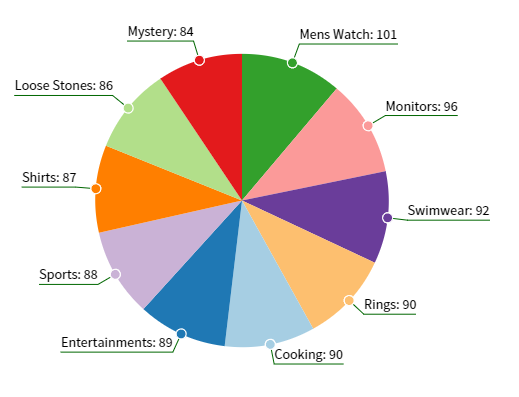 Mystery: 84
Mens Watch: 101
Loose Stones: 86
Monitors: 96
Shirts: 87
Swimwear: 92
Sports: 88
Rings: 90
Entertainments: 89
Cooking: 90